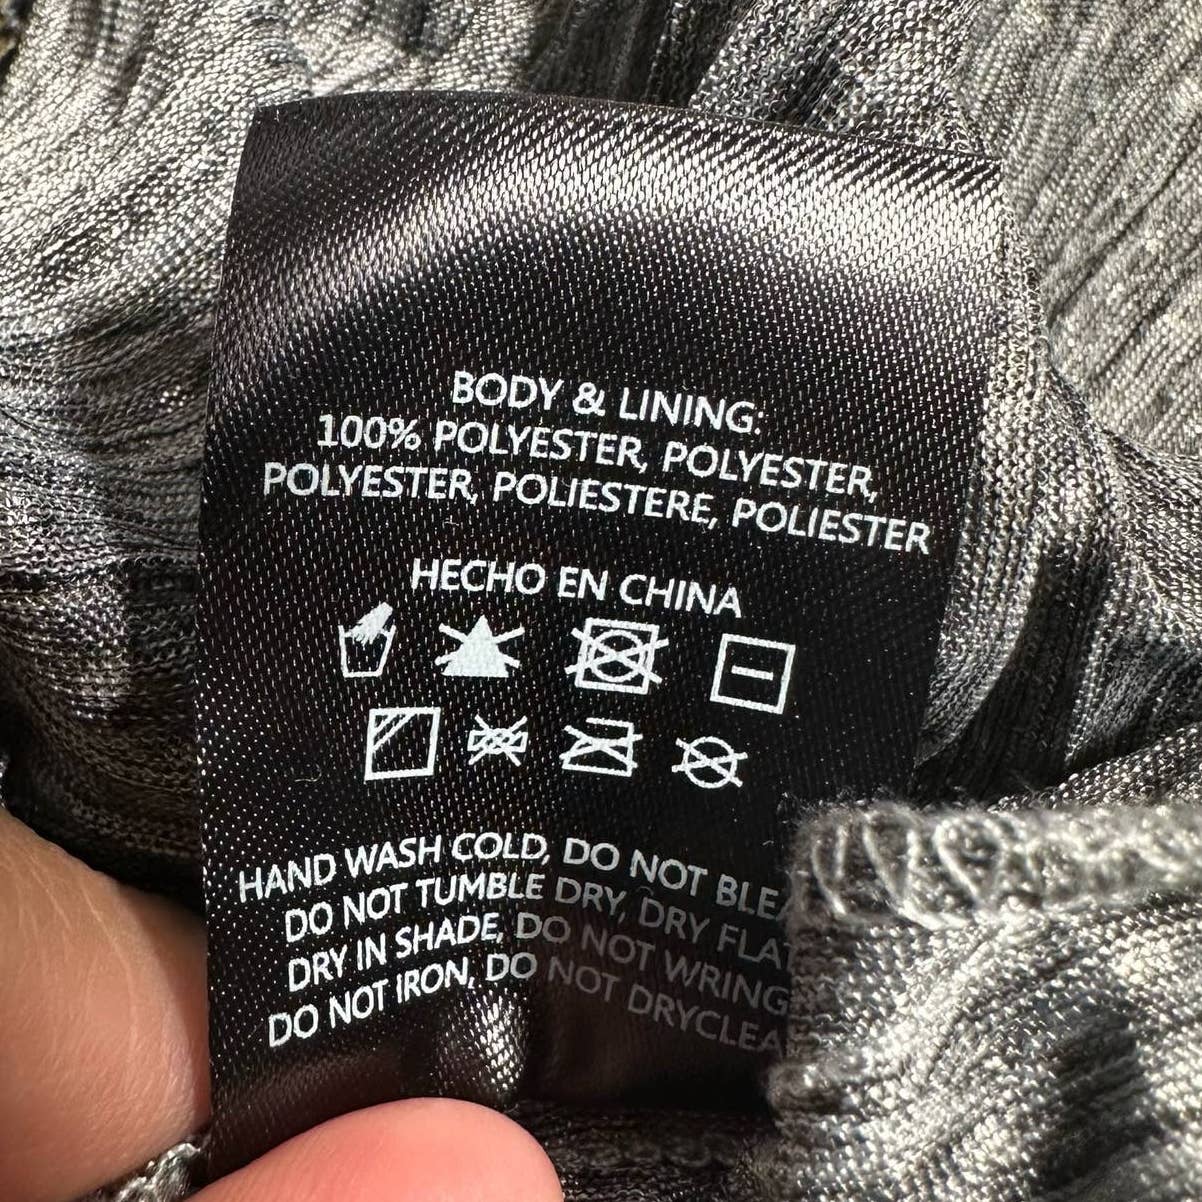 BODY & LINING:
100% POLYESTER, POLYESTER,
POLYESTER, POLIESTERE, POLIESTER
HECHO EN CHINA
HAND WASH COLD, DO NOT BLEA
DO NOT TUMBLE DRY, DRY FLAT
DRY IN SHADE, DO NOT WRING
DO NOT IRON, DO NOT DRYCLEA